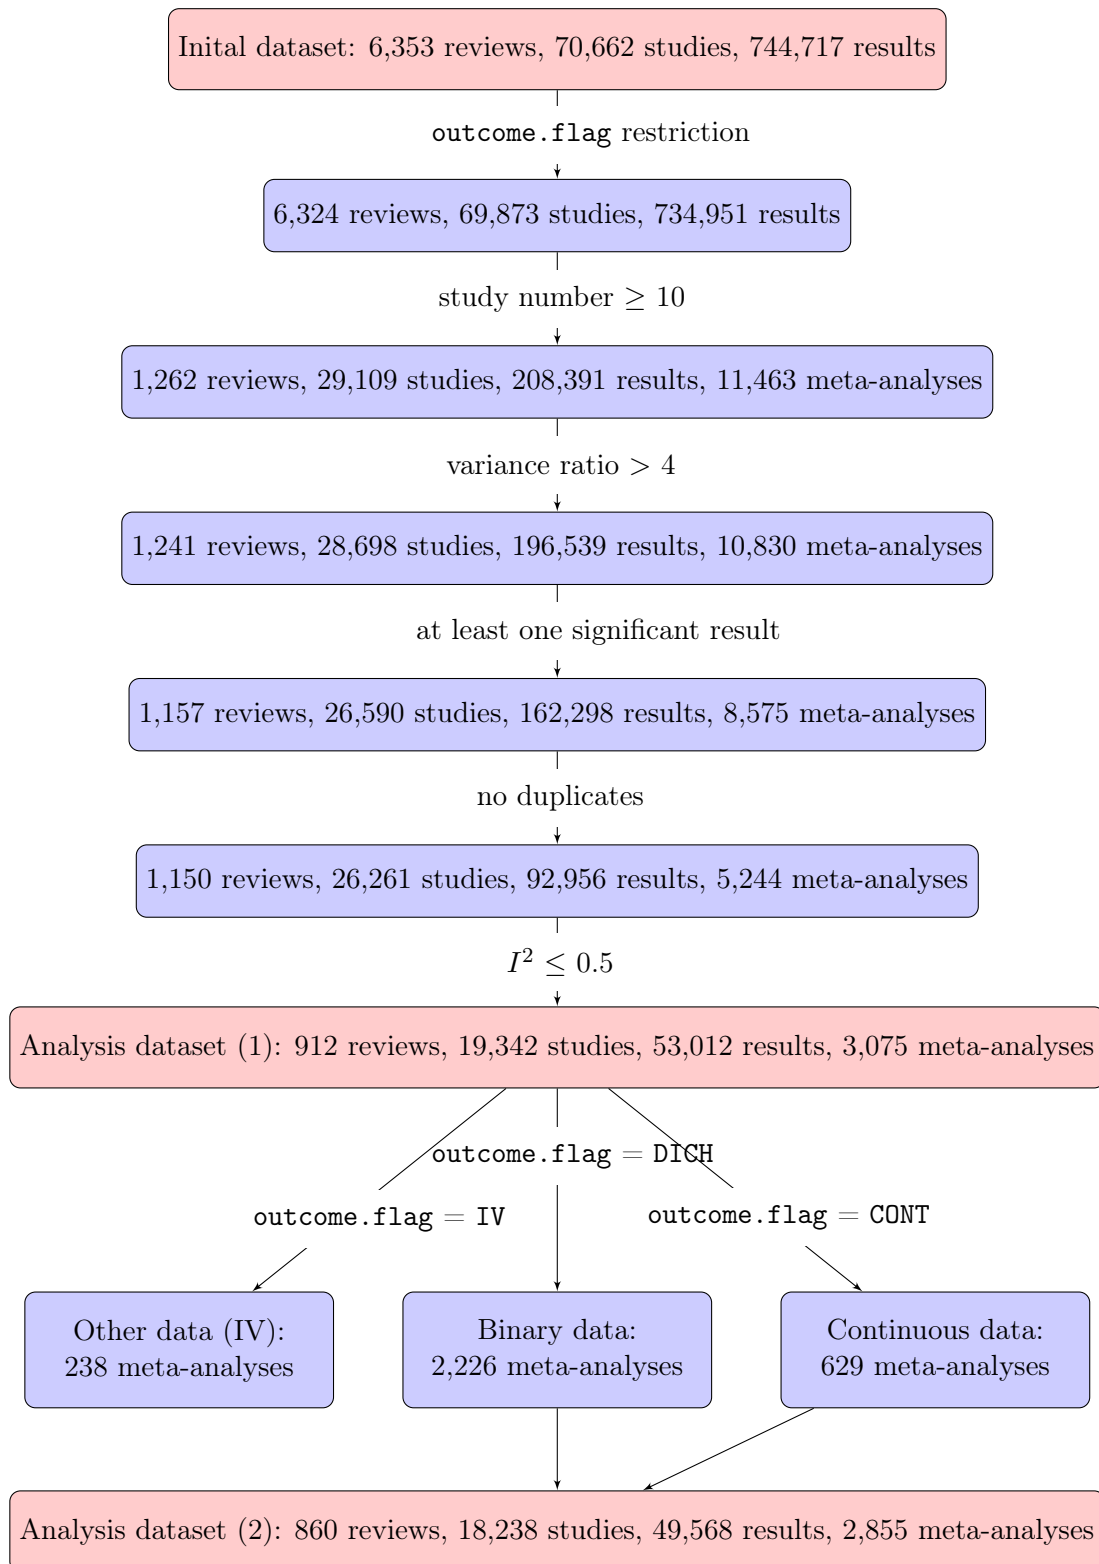 Inital dataset: 6,353 reviews, 70,662 studies, 744,717 results
outcome.flag restriction
6,324 reviews, 69,873 studies, 734,951 results
study number ≥ 10
1,262 reviews, 29,109 studies, 208,391 results, 11,463 meta-analyses
variance ratio > 4
1,241 reviews, 28,698 studies, 196,539 results, 10,830 meta-analyses
at least one significant result
1,157 reviews, 26,590 studies, 162,298 results, 8,575 meta-analyses
no duplicates
1,150 reviews, 26,261 studies, 92,956 results, 5,244 meta-analyses
I² ≤ 0.5
Analysis dataset (1): 912 reviews, 19,342 studies, 53,012 results, 3,075 meta-analyses
outcome.flag = DICH
outcome.flag = IV
outcome.flag = CONT
Other data (IV):
238 meta-analyses
Binary data:
2,226 meta-analyses
Continuous data:
629 meta-analyses
Analysis dataset (2): 860 reviews, 18,238 studies, 49,568 results, 2,855 meta-analyses